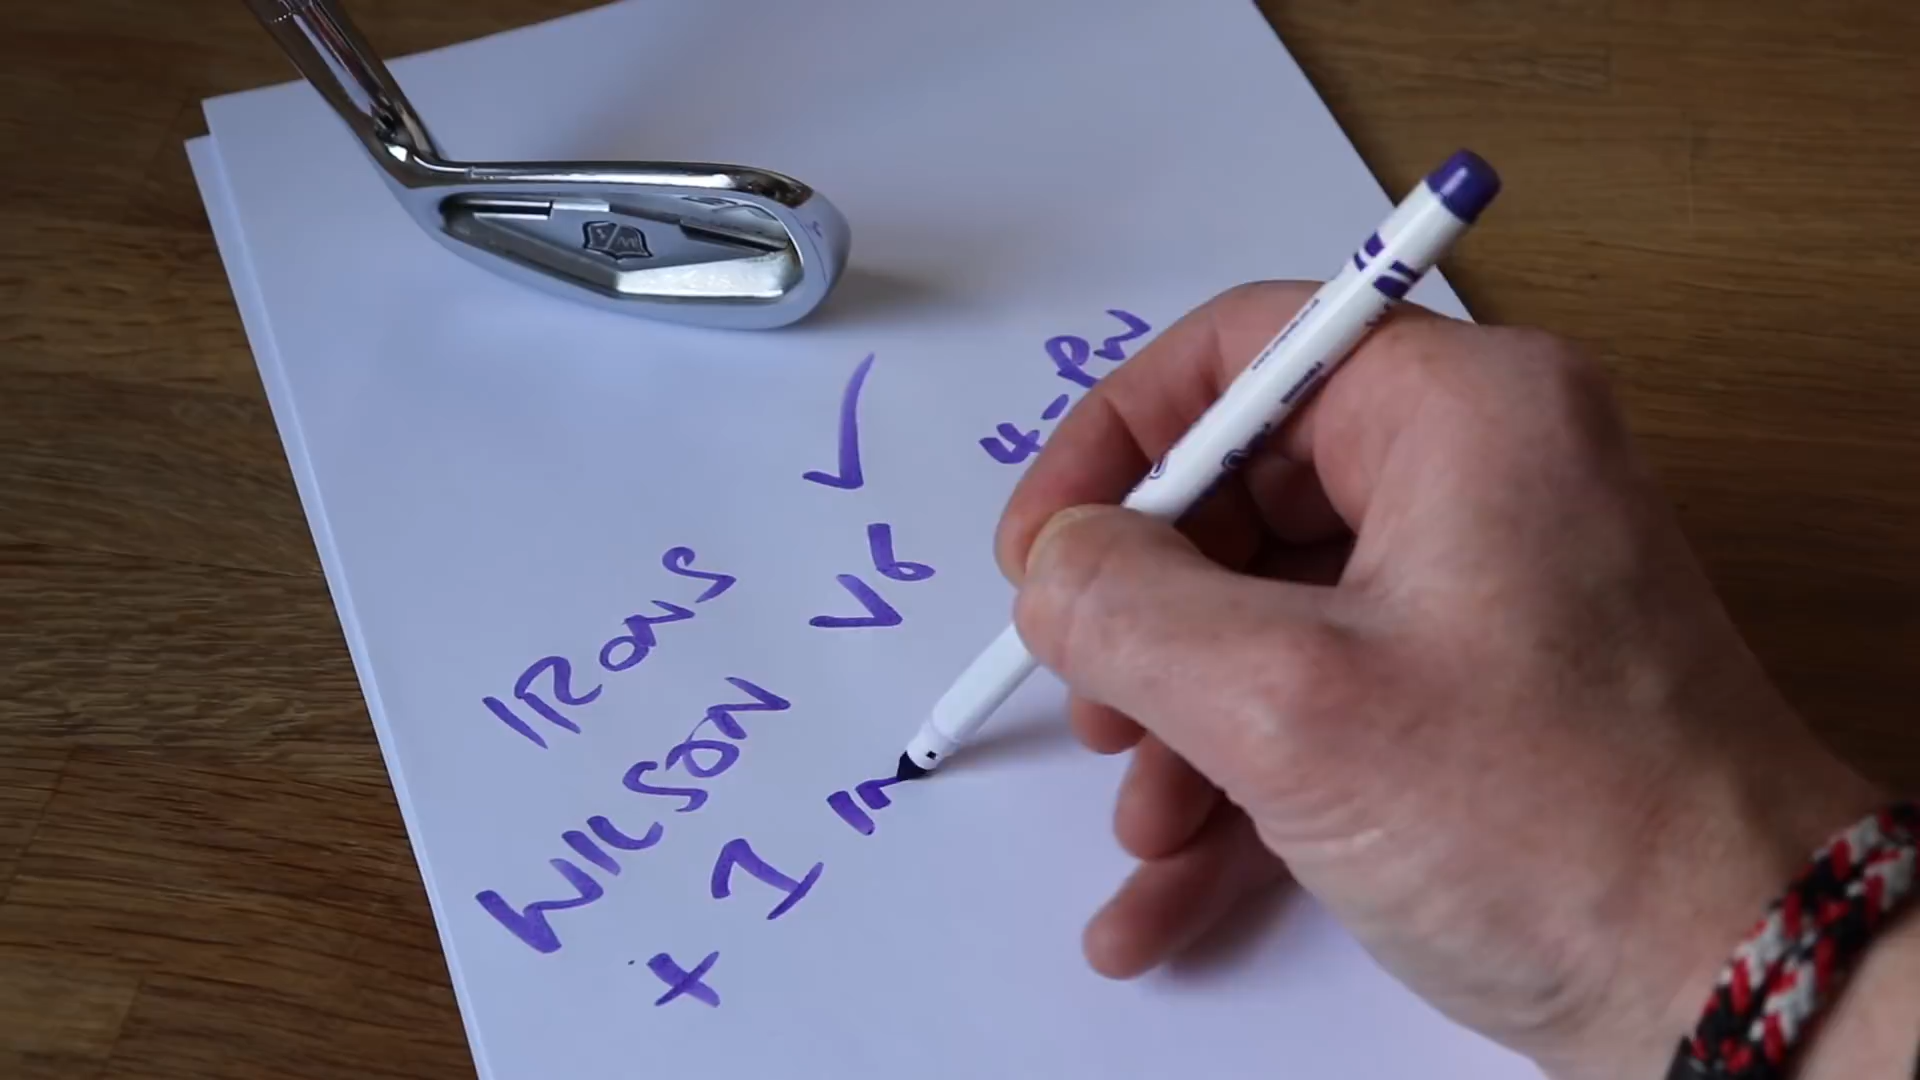 IRONS ✓
WILSON V6 4-PW
+ 1 in